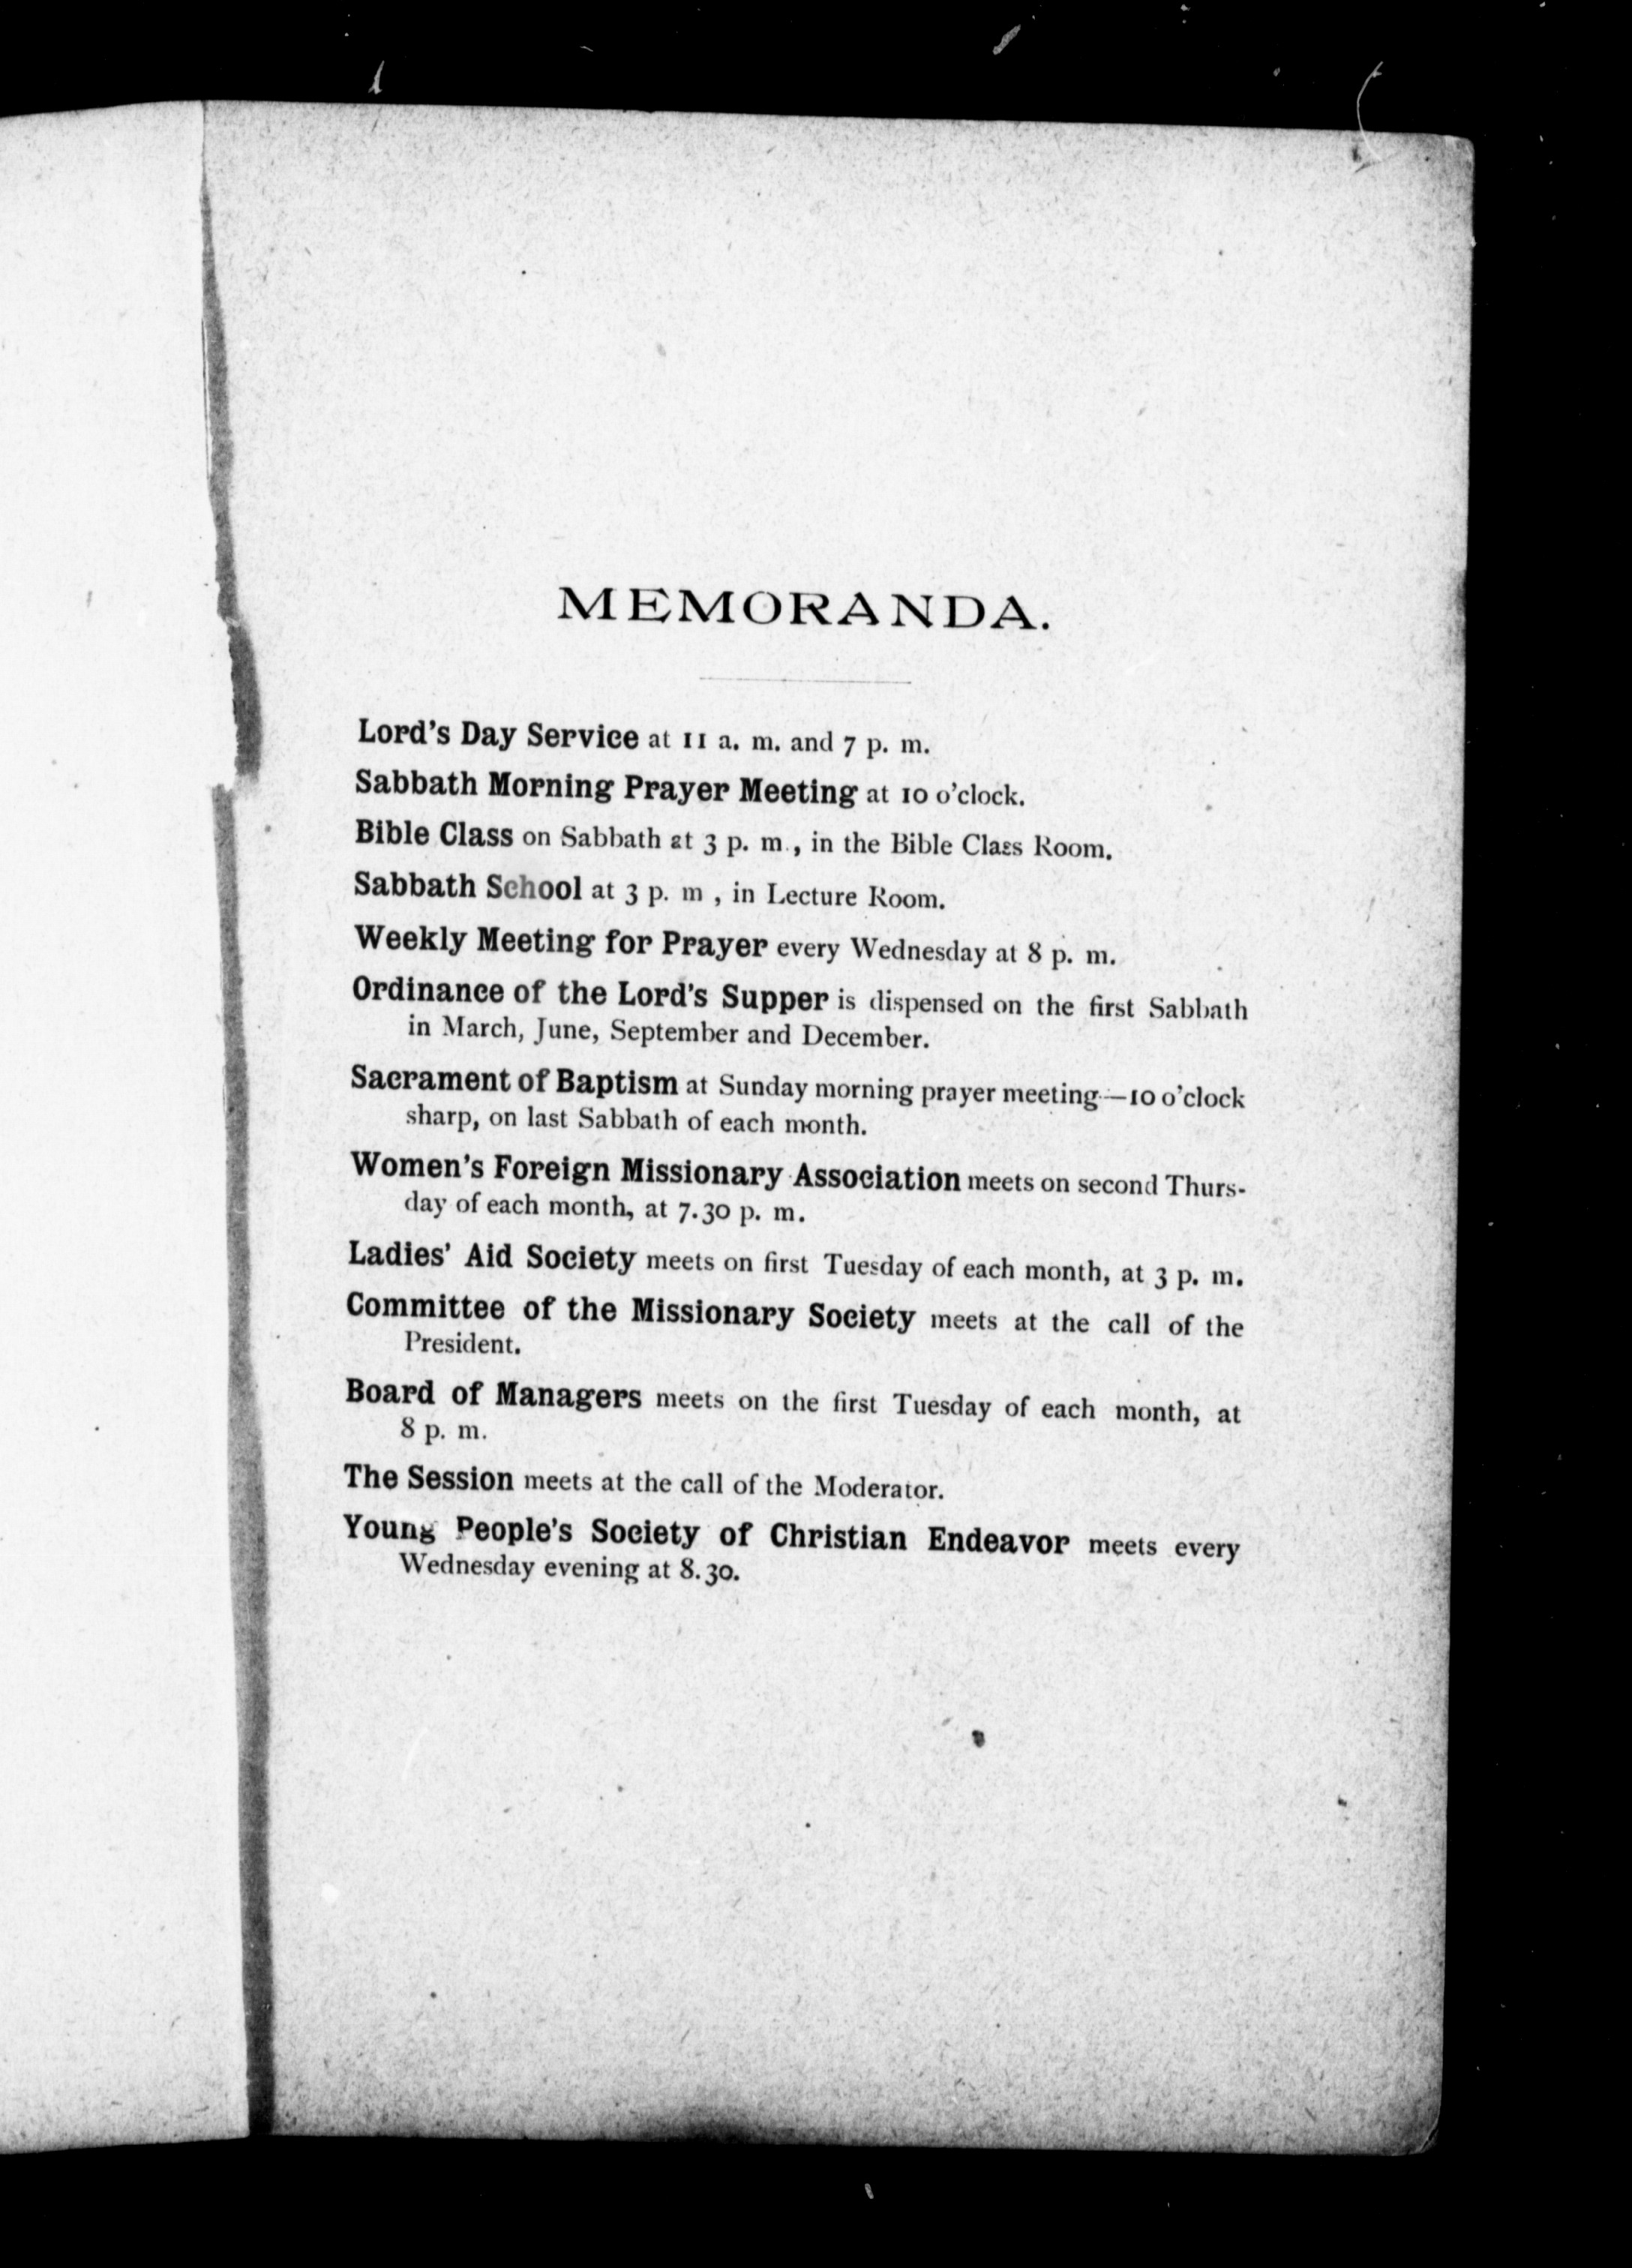 MEMORANDA.
Lord's Day Service at 11 a. m. and 7 p. m.
Sabbath Morning Prayer Meeting at 10 o'clock.
Bible Class on Sabbath at 3 p. m., in the Bible Class Room.
Sabbath School at 3 p. m , in Lecture Room.
Weekly Meeting for Prayer every Wednesday at 8 p. m.
Ordinance of the Lord's Supper is dispensed on the first Sabbath
in March, June, September and December.
Sacrament of Baptism at Sunday morning prayer meeting—10 o'clock
sharp, on last Sabbath of each month.
Women's Foreign Missionary Association meets on second Thurs-
day of each month, at 7.30 p. m.
Ladies' Aid Society meets on first Tuesday of each month, at 3 p. m.
Committee of the Missionary Society meets at the call of the
President.
Board of Managers meets on the first Tuesday of each month, at
8 p. m.
The Session meets at the call of the Moderator.
Young People's Society of Christian Endeavor meets every
Wednesday evening at 8.30.